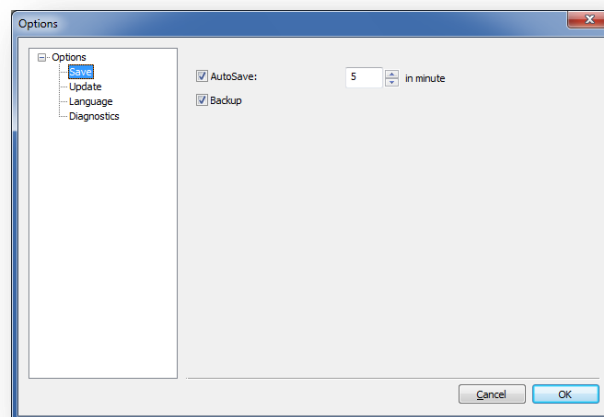 Options
Options
Save
Update
Language
Diagnostics
AutoSave: 5 in minute
Backup
Cancel OK